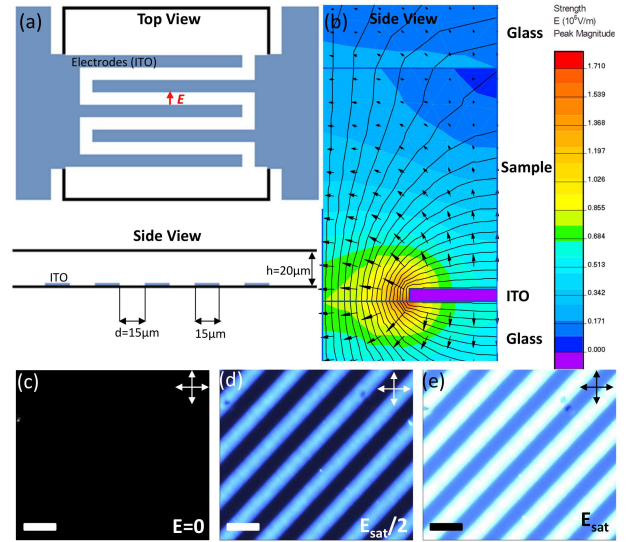 (a)
Top View
Electrodes (ITO)
E
Side View
ITO
h=20μm
d=15μm
15μm
(b)
Side View
Glass
Sample
ITO
Glass
Strength
E (10⁶V/m)
Peak Magnitude
1.710
1.539
1.368
1.197
1.026
0.855
0.684
0.513
0.342
0.171
0.000
(c)
E=0
(d)
Esat/2
(e)
Esat